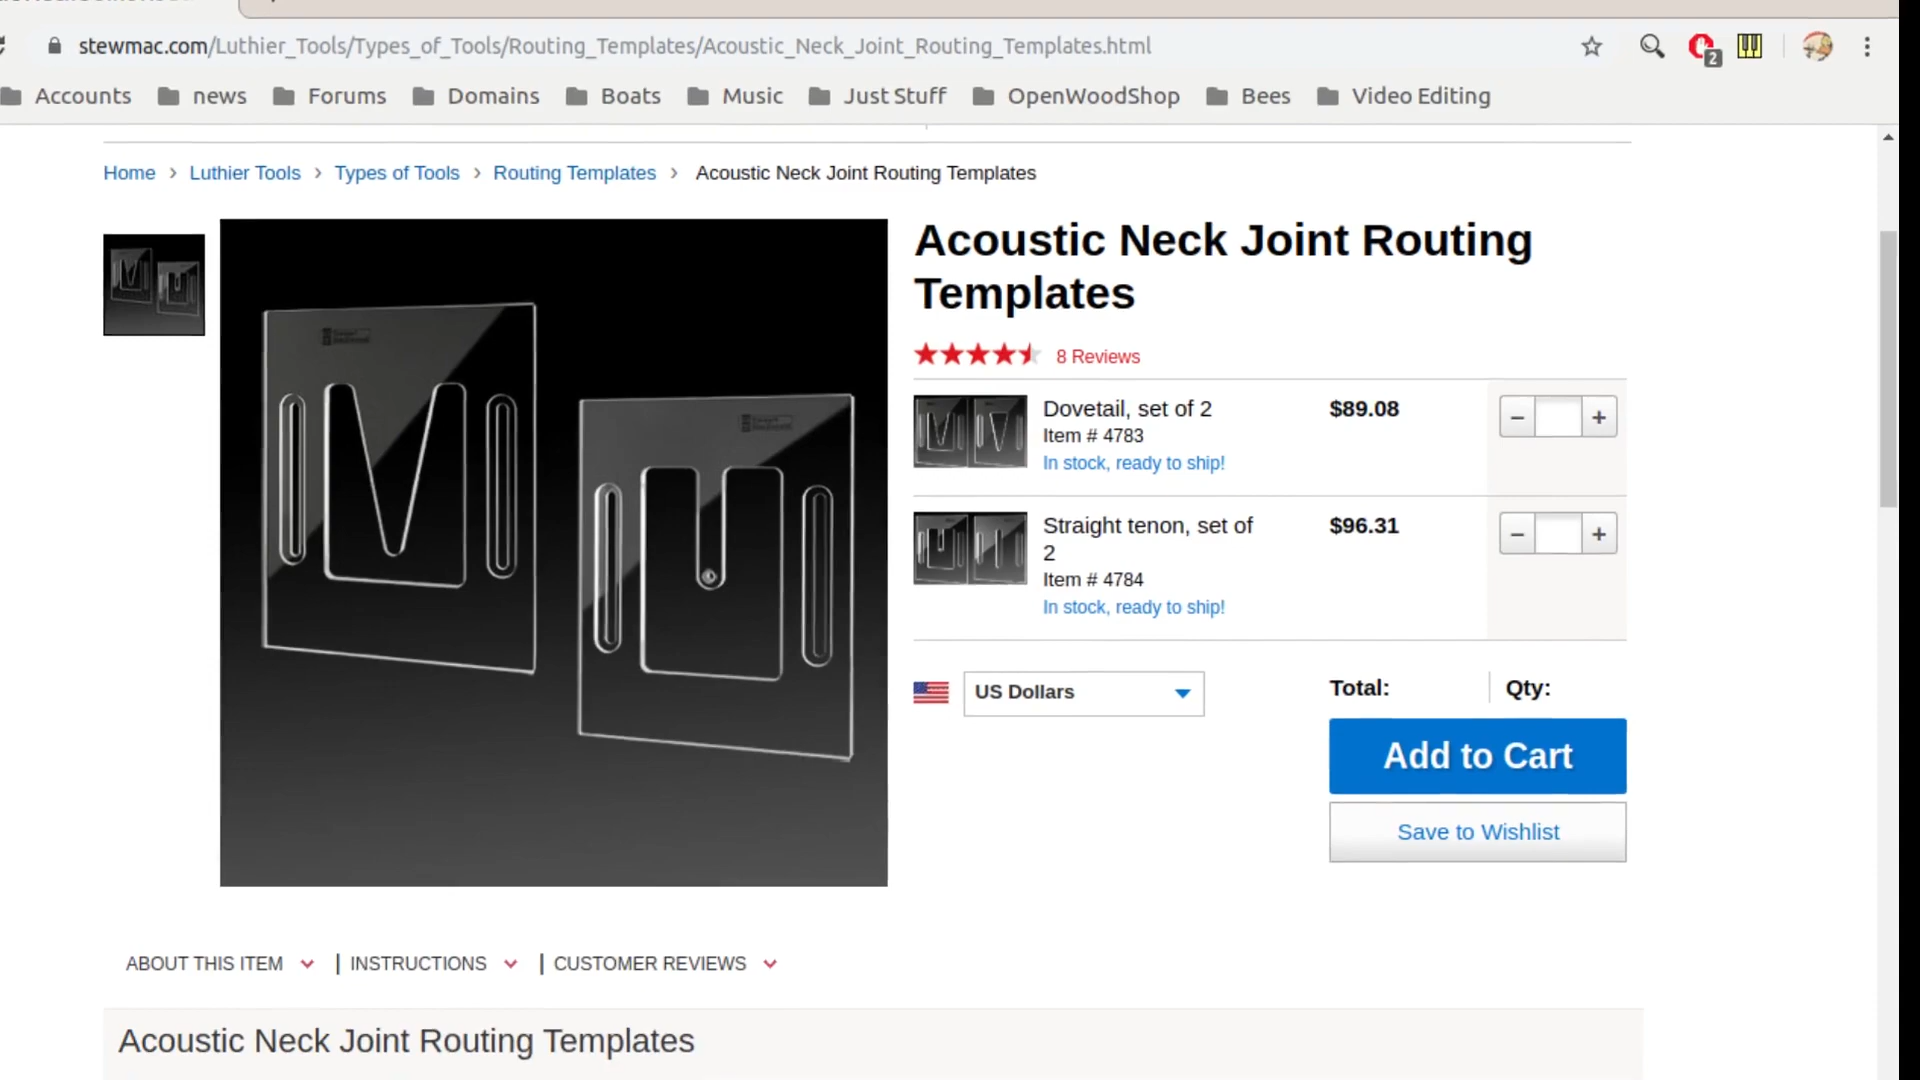 stewmac.com/Luthier_Tools/Types_of_Tools/Routing_Templates/Acoustic_Neck_Joint_Routing_Templates.html
2
Accounts news Forums Domains Boats Music Just Stuff OpenWoodShop Bees Video Editing
Home › Luthier Tools › Types of Tools › Routing Templates › Acoustic Neck Joint Routing Templates
Acoustic Neck Joint Routing
Templates
8 Reviews
Dovetail, set of 2 $89.08 − +
Item # 4783
In stock, ready to ship!
Straight tenon, set of $96.31 − +
2
Item # 4784
In stock, ready to ship!
US Dollars
Total: Qty:
Add to Cart
Save to Wishlist
ABOUT THIS ITEM | INSTRUCTIONS | CUSTOMER REVIEWS
Acoustic Neck Joint Routing Templates